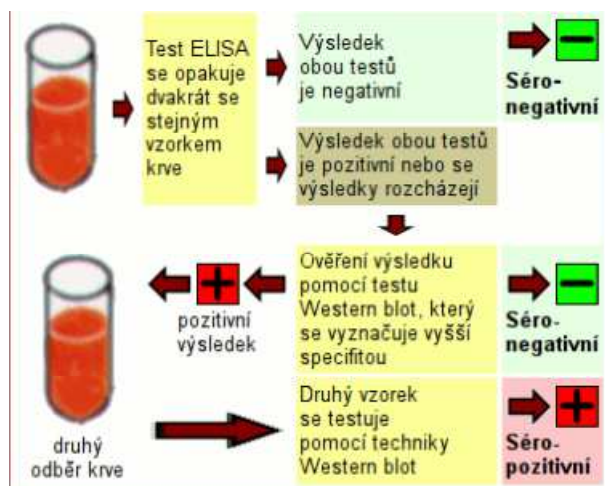 Test ELISA
se opakuje
dvakrát se
stejným
vzorkem
krve
Výsledek
obou testů
je negativní
Séro-
negativní
Výsledek obou testů
je pozitivní nebo se
výsledky rozcházejí
Ověření výsledku
pomocí testu
Western blot, který
se vyznačuje vyšší
specifitou
Séro-
negativní
pozitivní
výsledek
druhý
odběr krve
Druhý vzorek
se testuje
pomocí techniky
Western blot
Séro-
pozitivní